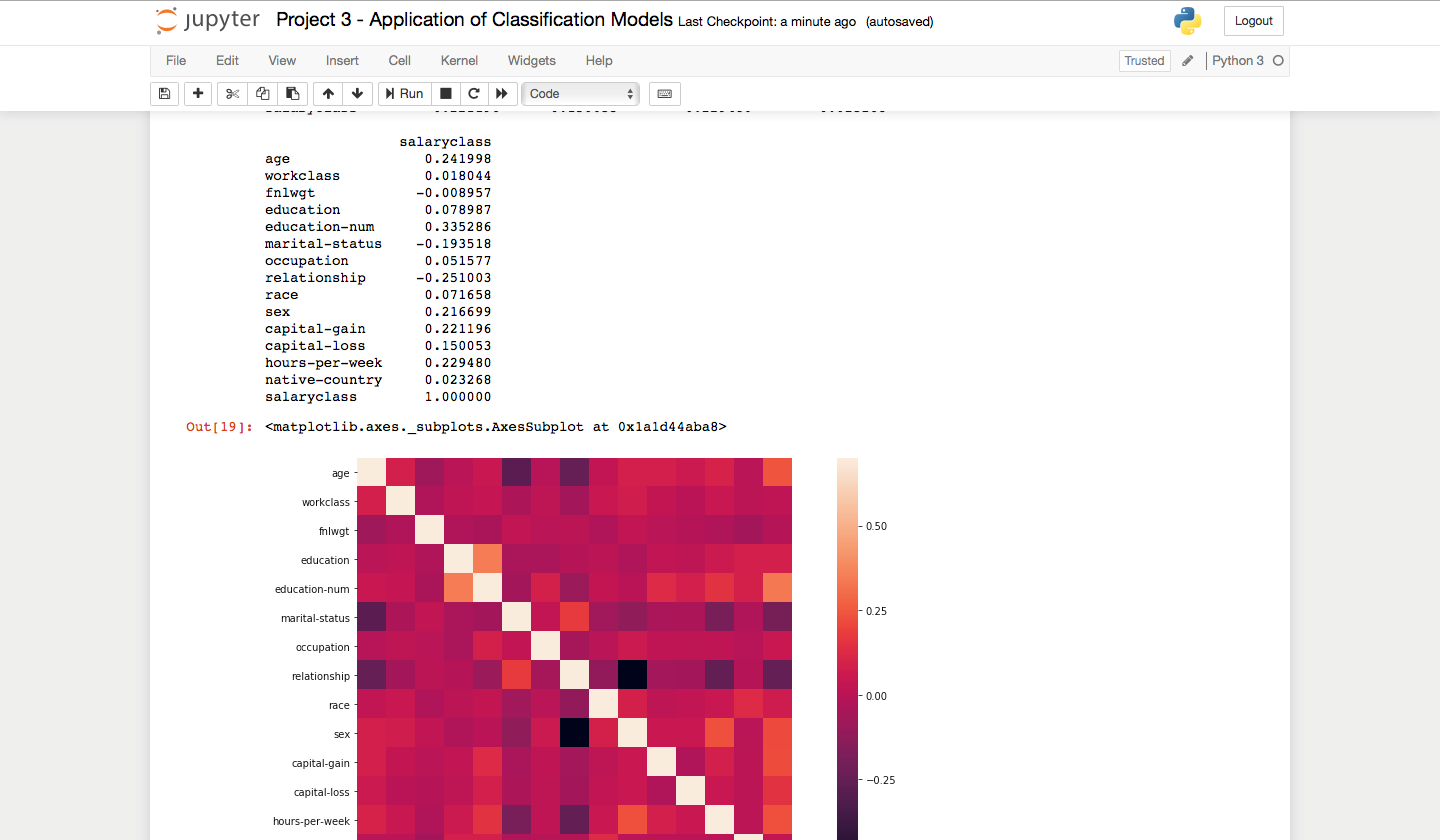 jupyter Project 3 - Application of Classification Models Last Checkpoint: a minute ago (autosaved) Logout
File Edit View Insert Cell Kernel Widgets Help Trusted Python 3
Run Code
salaryclass
age 0.241998
workclass 0.018044
fnlwgt -0.008957
education 0.078987
education-num 0.335286
marital-status -0.193518
occupation 0.051577
relationship -0.251003
race 0.071658
sex 0.216699
capital-gain 0.221196
capital-loss 0.150053
hours-per-week 0.229480
native-country 0.023268
salaryclass 1.000000
Out[19]: <matplotlib.axes._subplots.AxesSubplot at 0x1a1d44aba8>
age
workclass
fnlwgt
0.50
education
education-num
0.25
marital-status
occupation
relationship
0.00
race
sex
capital-gain
−0.25
capital-loss
hours-per-week